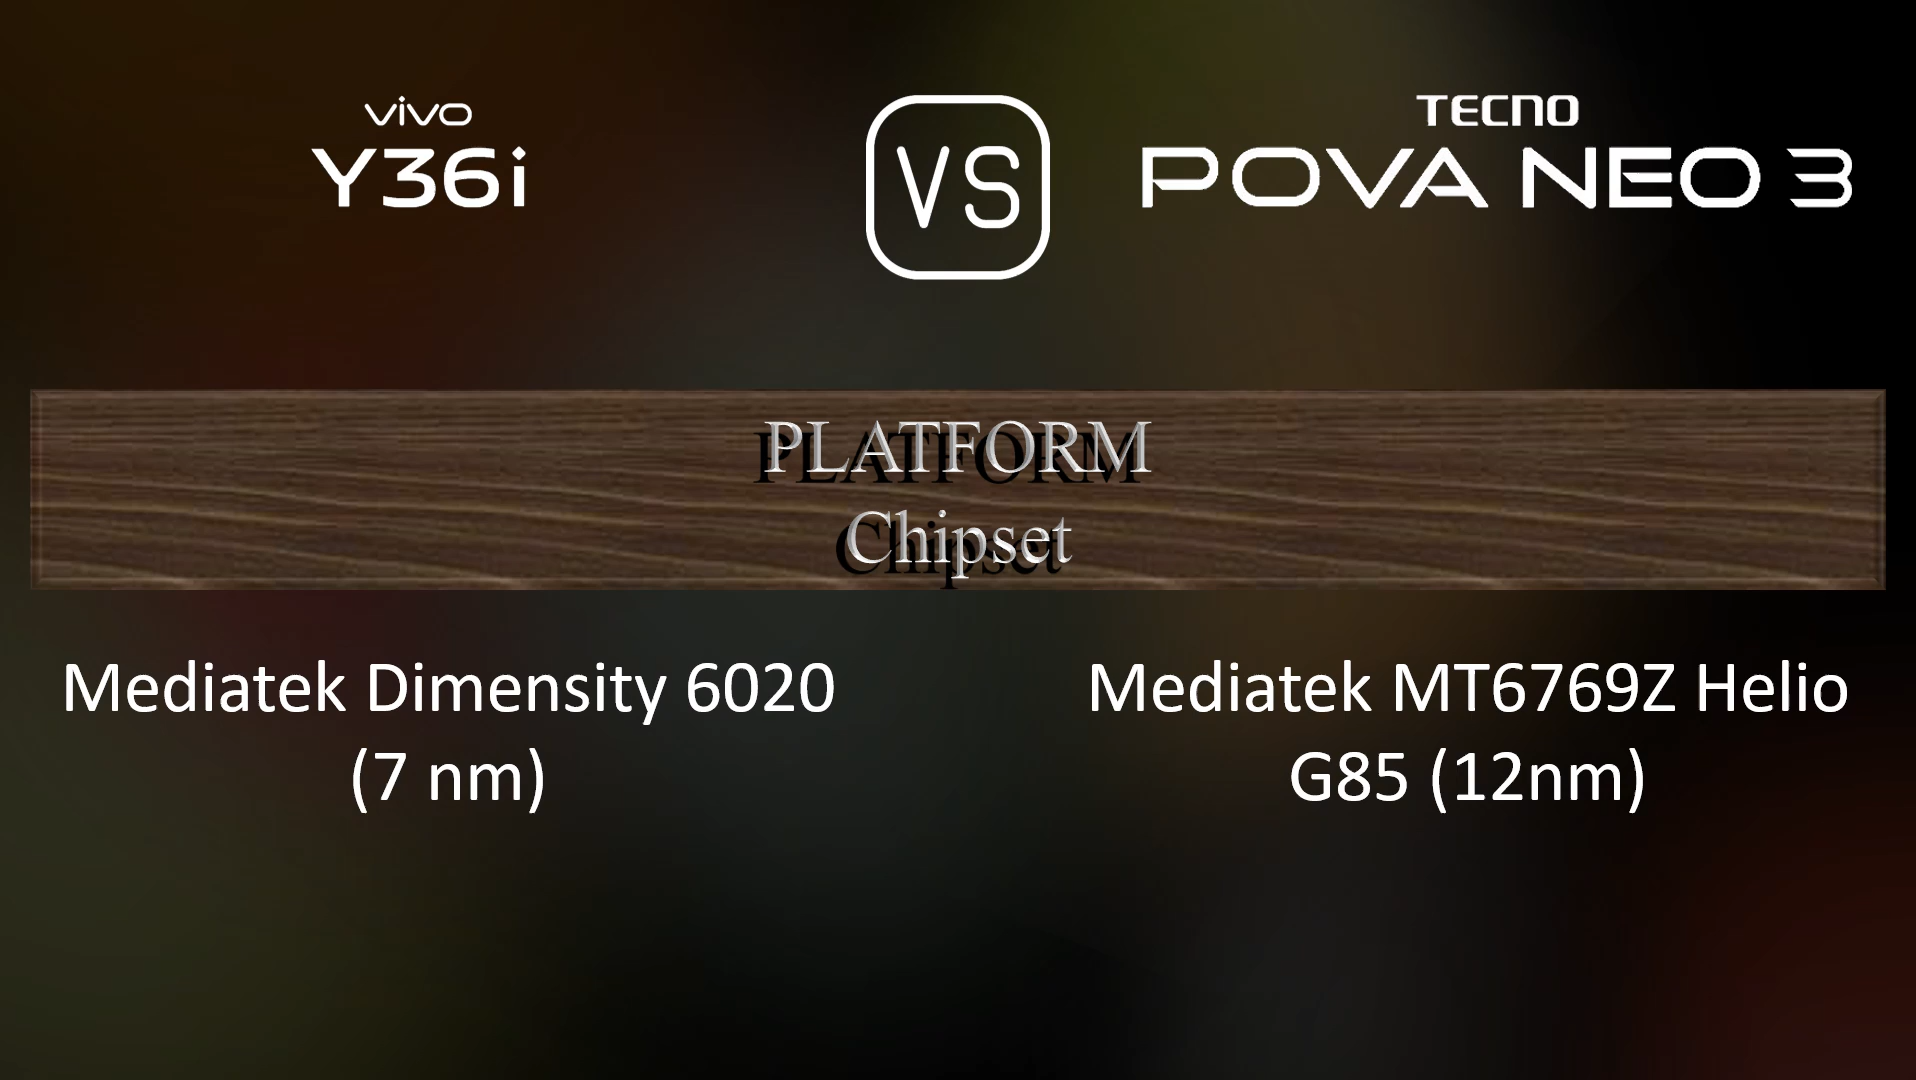 vivo
Y36i
VS
TECNO
POVA NEO 3
PLATFORM
Chipset
Mediatek Dimensity 6020
(7 nm)
Mediatek MT6769Z Helio
G85 (12nm)